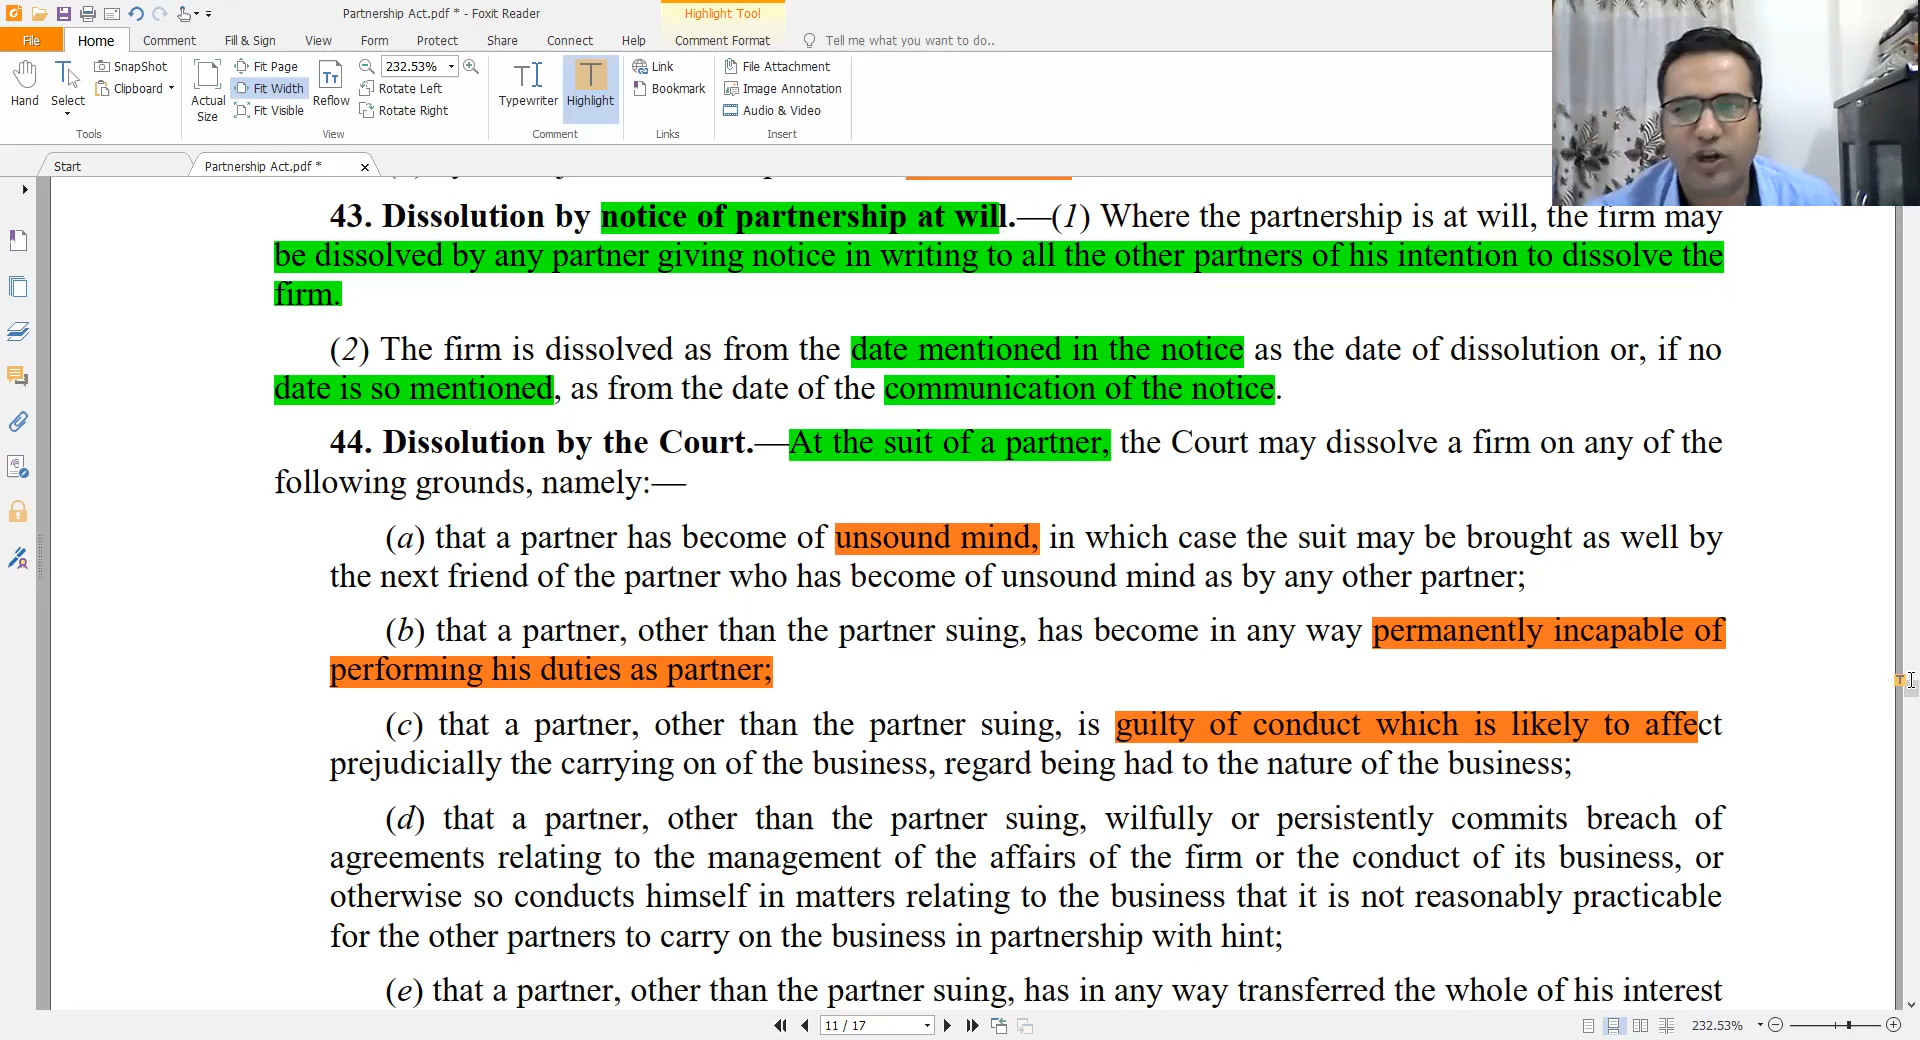 Partnership Act.pdf * - Foxit Reader
Highlight Tool
File Home Comment Fill & Sign View Form Protect Share Connect Help Comment Format Tell me what you want to do..
Hand
Select
SnapShot
Clipboard
Tools
Actual Size
Fit Page
Fit Width
Fit Visible
Reflow
232.53%
Rotate Left
Rotate Right
View
Typewriter
Highlight
Comment
Link
Bookmark
Links
File Attachment
Image Annotation
Audio & Video
Insert
Start
Partnership Act.pdf *
43. Dissolution by notice of partnership at will.—(1) Where the partnership is at will, the firm may
be dissolved by any partner giving notice in writing to all the other partners of his intention to dissolve the
firm.
(2) The firm is dissolved as from the date mentioned in the notice as the date of dissolution or, if no
date is so mentioned, as from the date of the communication of the notice.
44. Dissolution by the Court.—At the suit of a partner, the Court may dissolve a firm on any of the
following grounds, namely:—
(a) that a partner has become of unsound mind, in which case the suit may be brought as well by
the next friend of the partner who has become of unsound mind as by any other partner;
(b) that a partner, other than the partner suing, has become in any way permanently incapable of
performing his duties as partner;
(c) that a partner, other than the partner suing, is guilty of conduct which is likely to affect
prejudicially the carrying on of the business, regard being had to the nature of the business;
(d) that a partner, other than the partner suing, wilfully or persistently commits breach of
agreements relating to the management of the affairs of the firm or the conduct of its business, or
otherwise so conducts himself in matters relating to the business that it is not reasonably practicable
for the other partners to carry on the business in partnership with hint;
(e) that a partner, other than the partner suing, has in any way transferred the whole of his interest
11 / 17
232.53%